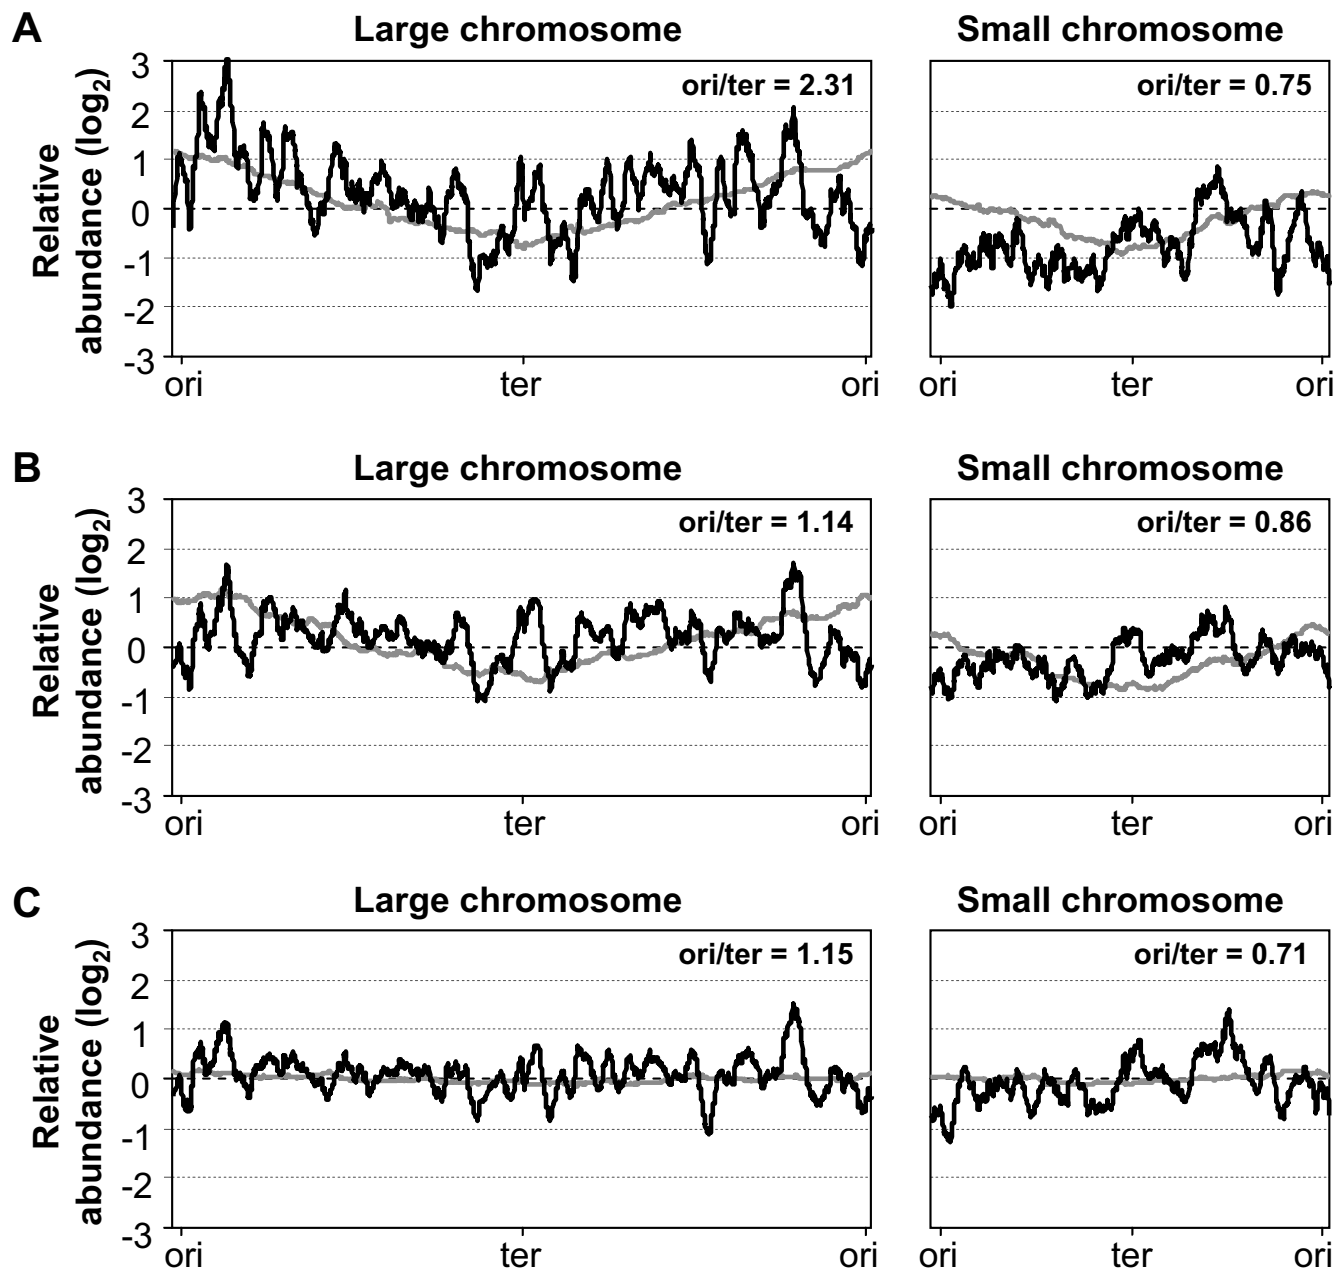 A
Large chromosome
Small chromosome
Relative
abundance (log2)
3
2
1
0
-1
-2
-3
ori/ter = 2.31
ori/ter = 0.75
ori
ter
ori
ori
ter
ori
B
Large chromosome
Small chromosome
Relative
abundance (log2)
3
2
1
0
-1
-2
-3
ori/ter = 1.14
ori/ter = 0.86
ori
ter
ori
ori
ter
ori
C
Large chromosome
Small chromosome
Relative
abundance (log2)
3
2
1
0
-1
-2
-3
ori/ter = 1.15
ori/ter = 0.71
ori
ter
ori
ori
ter
ori